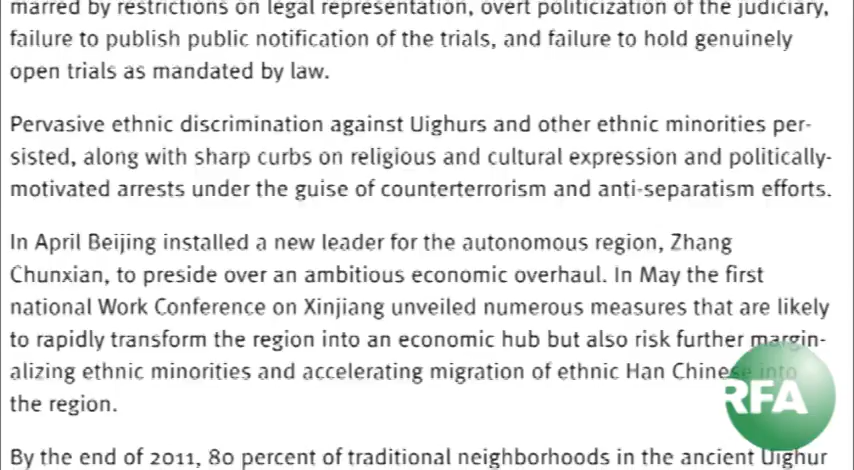 marred by restrictions on legal representation, overt politicization of the judiciary,
failure to publish public notification of the trials, and failure to hold genuinely
open trials as mandated by law.
Pervasive ethnic discrimination against Uighurs and other ethnic minorities per-
sisted, along with sharp curbs on religious and cultural expression and politically-
motivated arrests under the guise of counterterrorism and anti-separatism efforts.
In April Beijing installed a new leader for the autonomous region, Zhang
Chunxian, to preside over an ambitious economic overhaul. In May the first
national Work Conference on Xinjiang unveiled numerous measures that are likely
to rapidly transform the region into an economic hub but also risk further margin-
alizing ethnic minorities and accelerating migration of ethnic Han Chinese into
the region.
RFA
By the end of 2011, 80 percent of traditional neighborhoods in the ancient Uighur